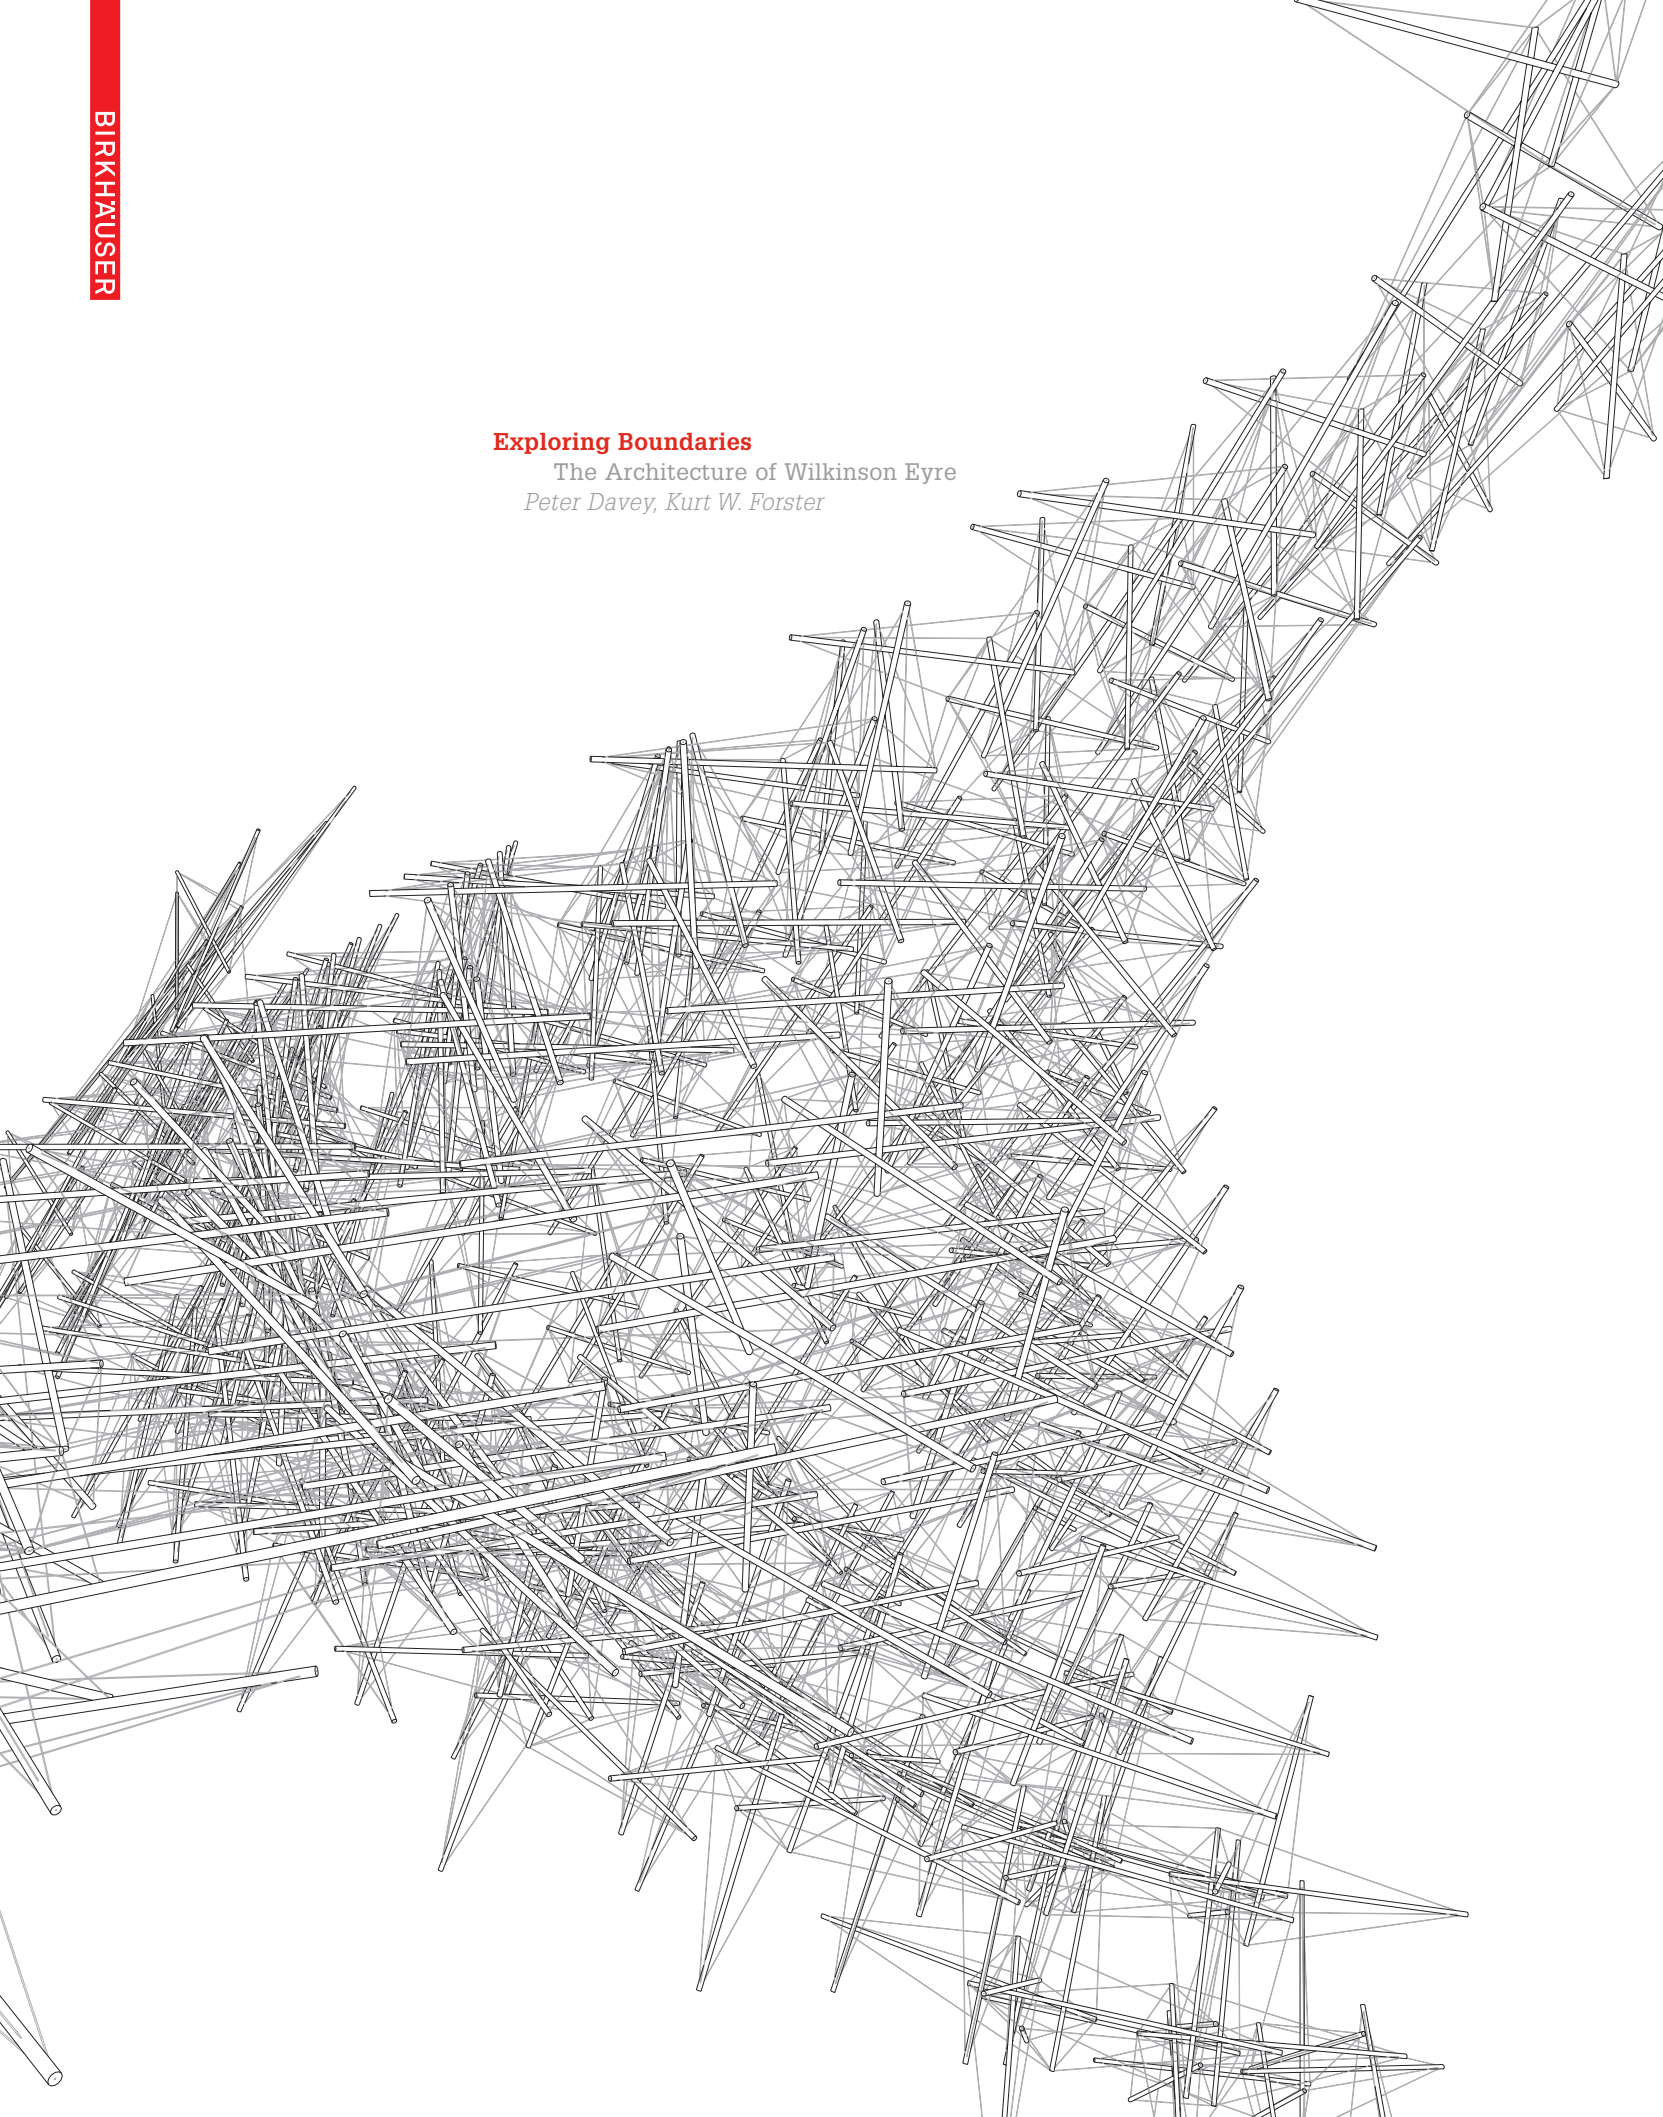 BIRKHÄUSER
Exploring Boundaries
The Architecture of Wilkinson Eyre
Peter Davey, Kurt W. Forster